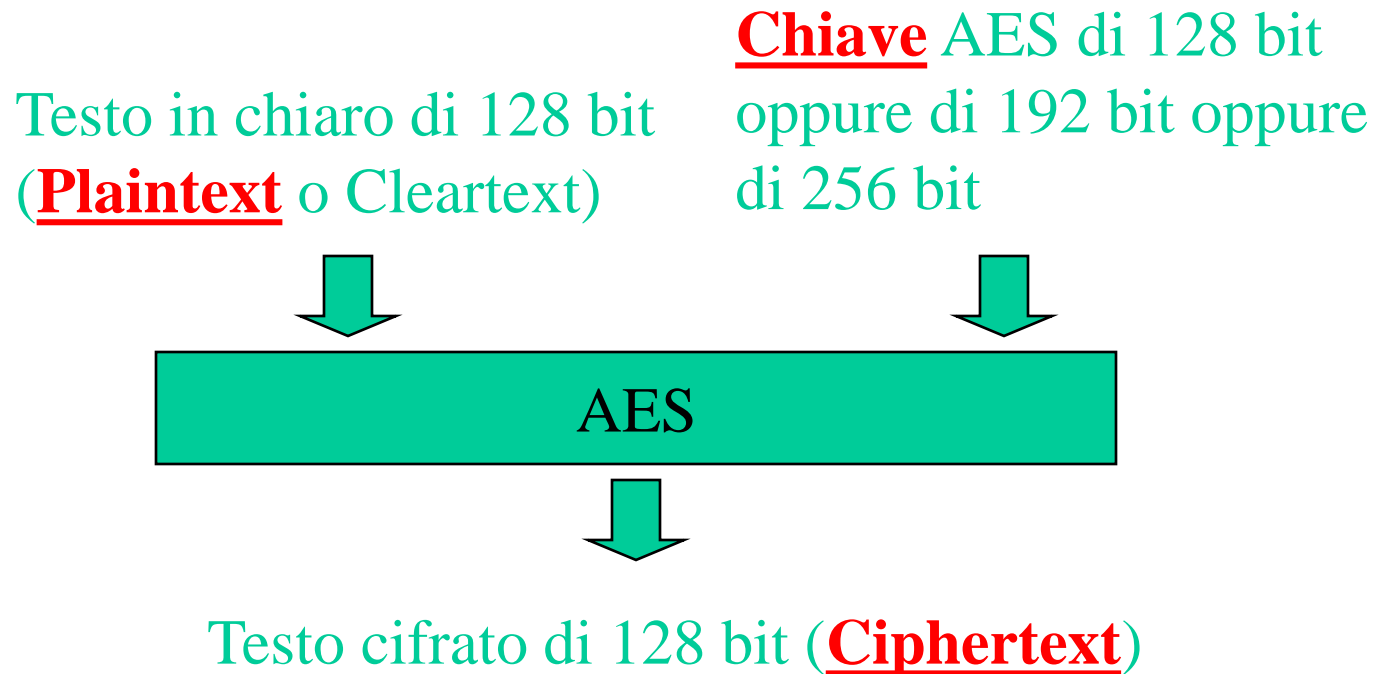 Testo in chiaro di 128 bit
(Plaintext o Cleartext)
Chiave AES di 128 bit
oppure di 192 bit oppure
di 256 bit
AES
Testo cifrato di 128 bit (Ciphertext)